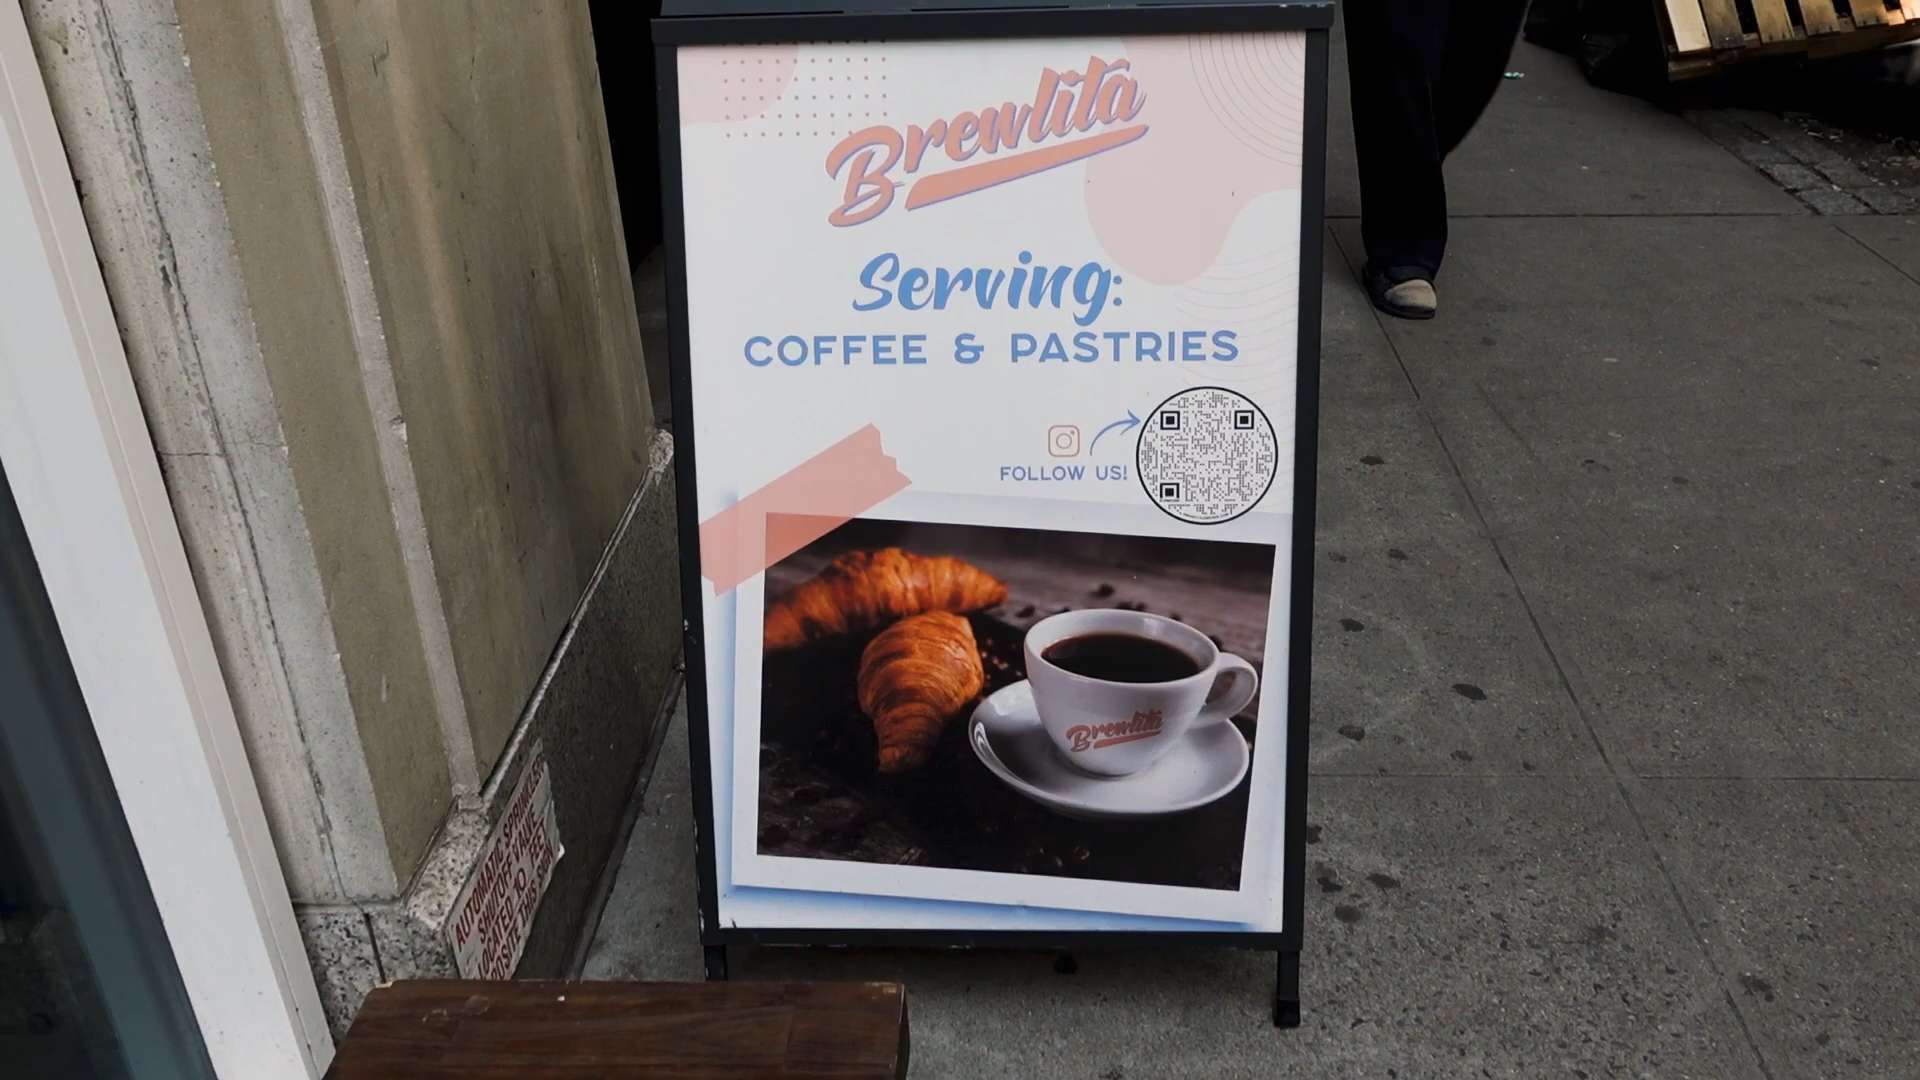 Brewlita
Serving:
COFFEE & PASTRIES
FOLLOW US!
Brewlita
AUTOMATIC SPRINKLER
SHUTOFF VALVE
LOCATED 10 FEET
OPPOSITE THIS SIGN